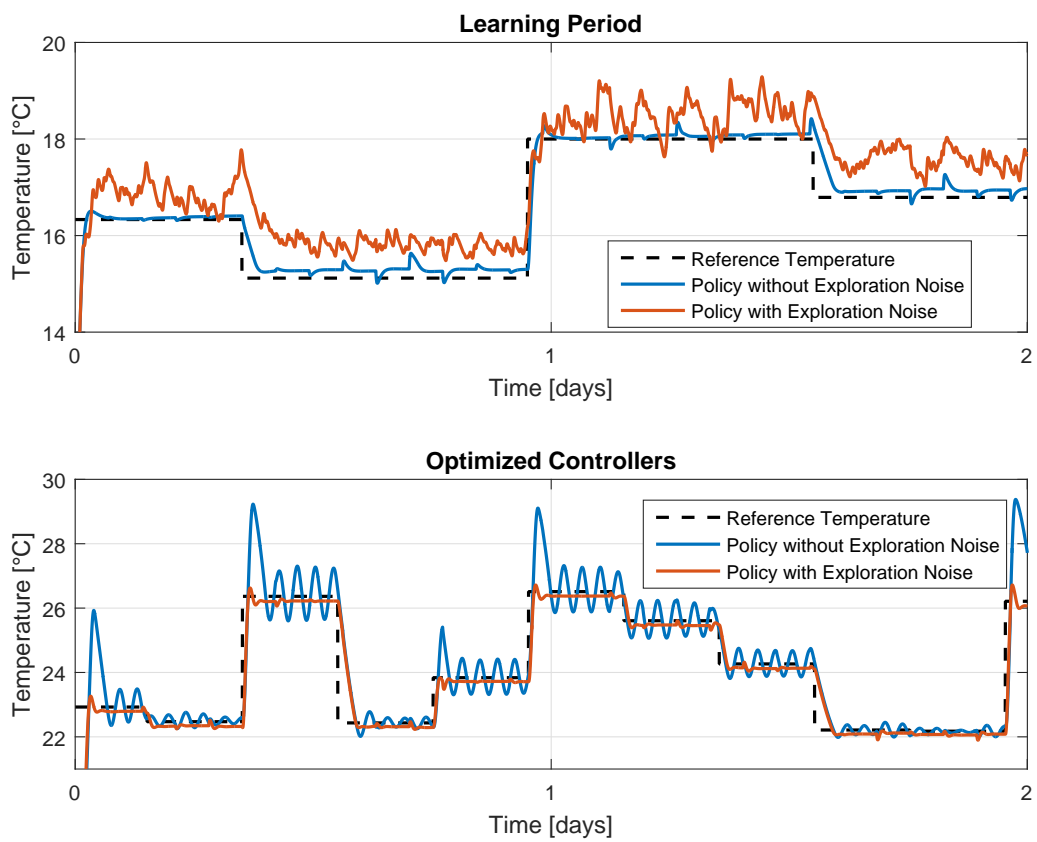 Learning Period
20
18
16
14
Temperature [°C]
Reference Temperature
Policy without Exploration Noise
Policy with Exploration Noise
0
1
2
Time [days]
Optimized Controllers
30
28
26
24
22
Temperature [°C]
Reference Temperature
Policy without Exploration Noise
Policy with Exploration Noise
0
1
2
Time [days]